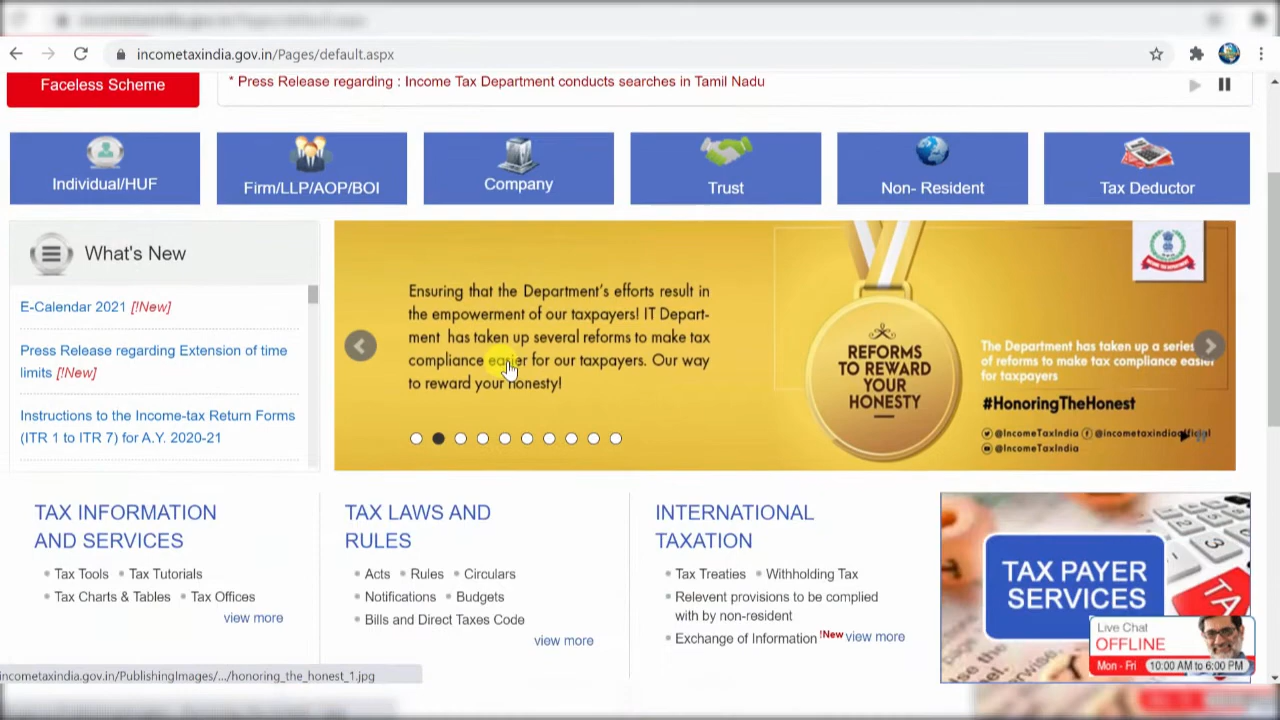 incometaxindia.gov.in/Pages/default.aspx
Faceless Scheme
* Press Release regarding : Income Tax Department conducts searches in Tamil Nadu
Individual/HUF
Firm/LLP/AOP/BOI
Company
Trust
Non- Resident
Tax Deductor
What's New
E-Calendar 2021 [!New]
Press Release regarding Extension of time
limits [!New]
Instructions to the Income-tax Return Forms
(ITR 1 to ITR 7) for A.Y. 2020-21
Ensuring that the Department's efforts result in
the empowerment of our taxpayers! IT Depart-
ment has taken up several reforms to make tax
compliance easier for our taxpayers. Our way
to reward your honesty!
REFORMS
TO REWARD
YOUR
HONESTY
The Department has taken up a series
of reforms to make tax compliance easier
for taxpayers
#HonoringTheHonest
@IncomeTaxIndia @incometaxindiaofficial
@IncomeTaxIndia
TAX INFORMATION
AND SERVICES
Tax Tools Tax Tutorials
Tax Charts & Tables Tax Offices
view more
TAX LAWS AND
RULES
Acts Rules Circulars
Notifications Budgets
Bills and Direct Taxes Code
view more
INTERNATIONAL
TAXATION
Tax Treaties Withholding Tax
Relevent provisions to be complied
with by non-resident
Exchange of Information !New view more
TAX PAYER
SERVICES
TA
Live Chat
OFFLINE
Mon - Fri 10:00 AM to 6:00 PM
incometaxindia.gov.in/PublishingImages/.../honoring_the_honest_1.jpg